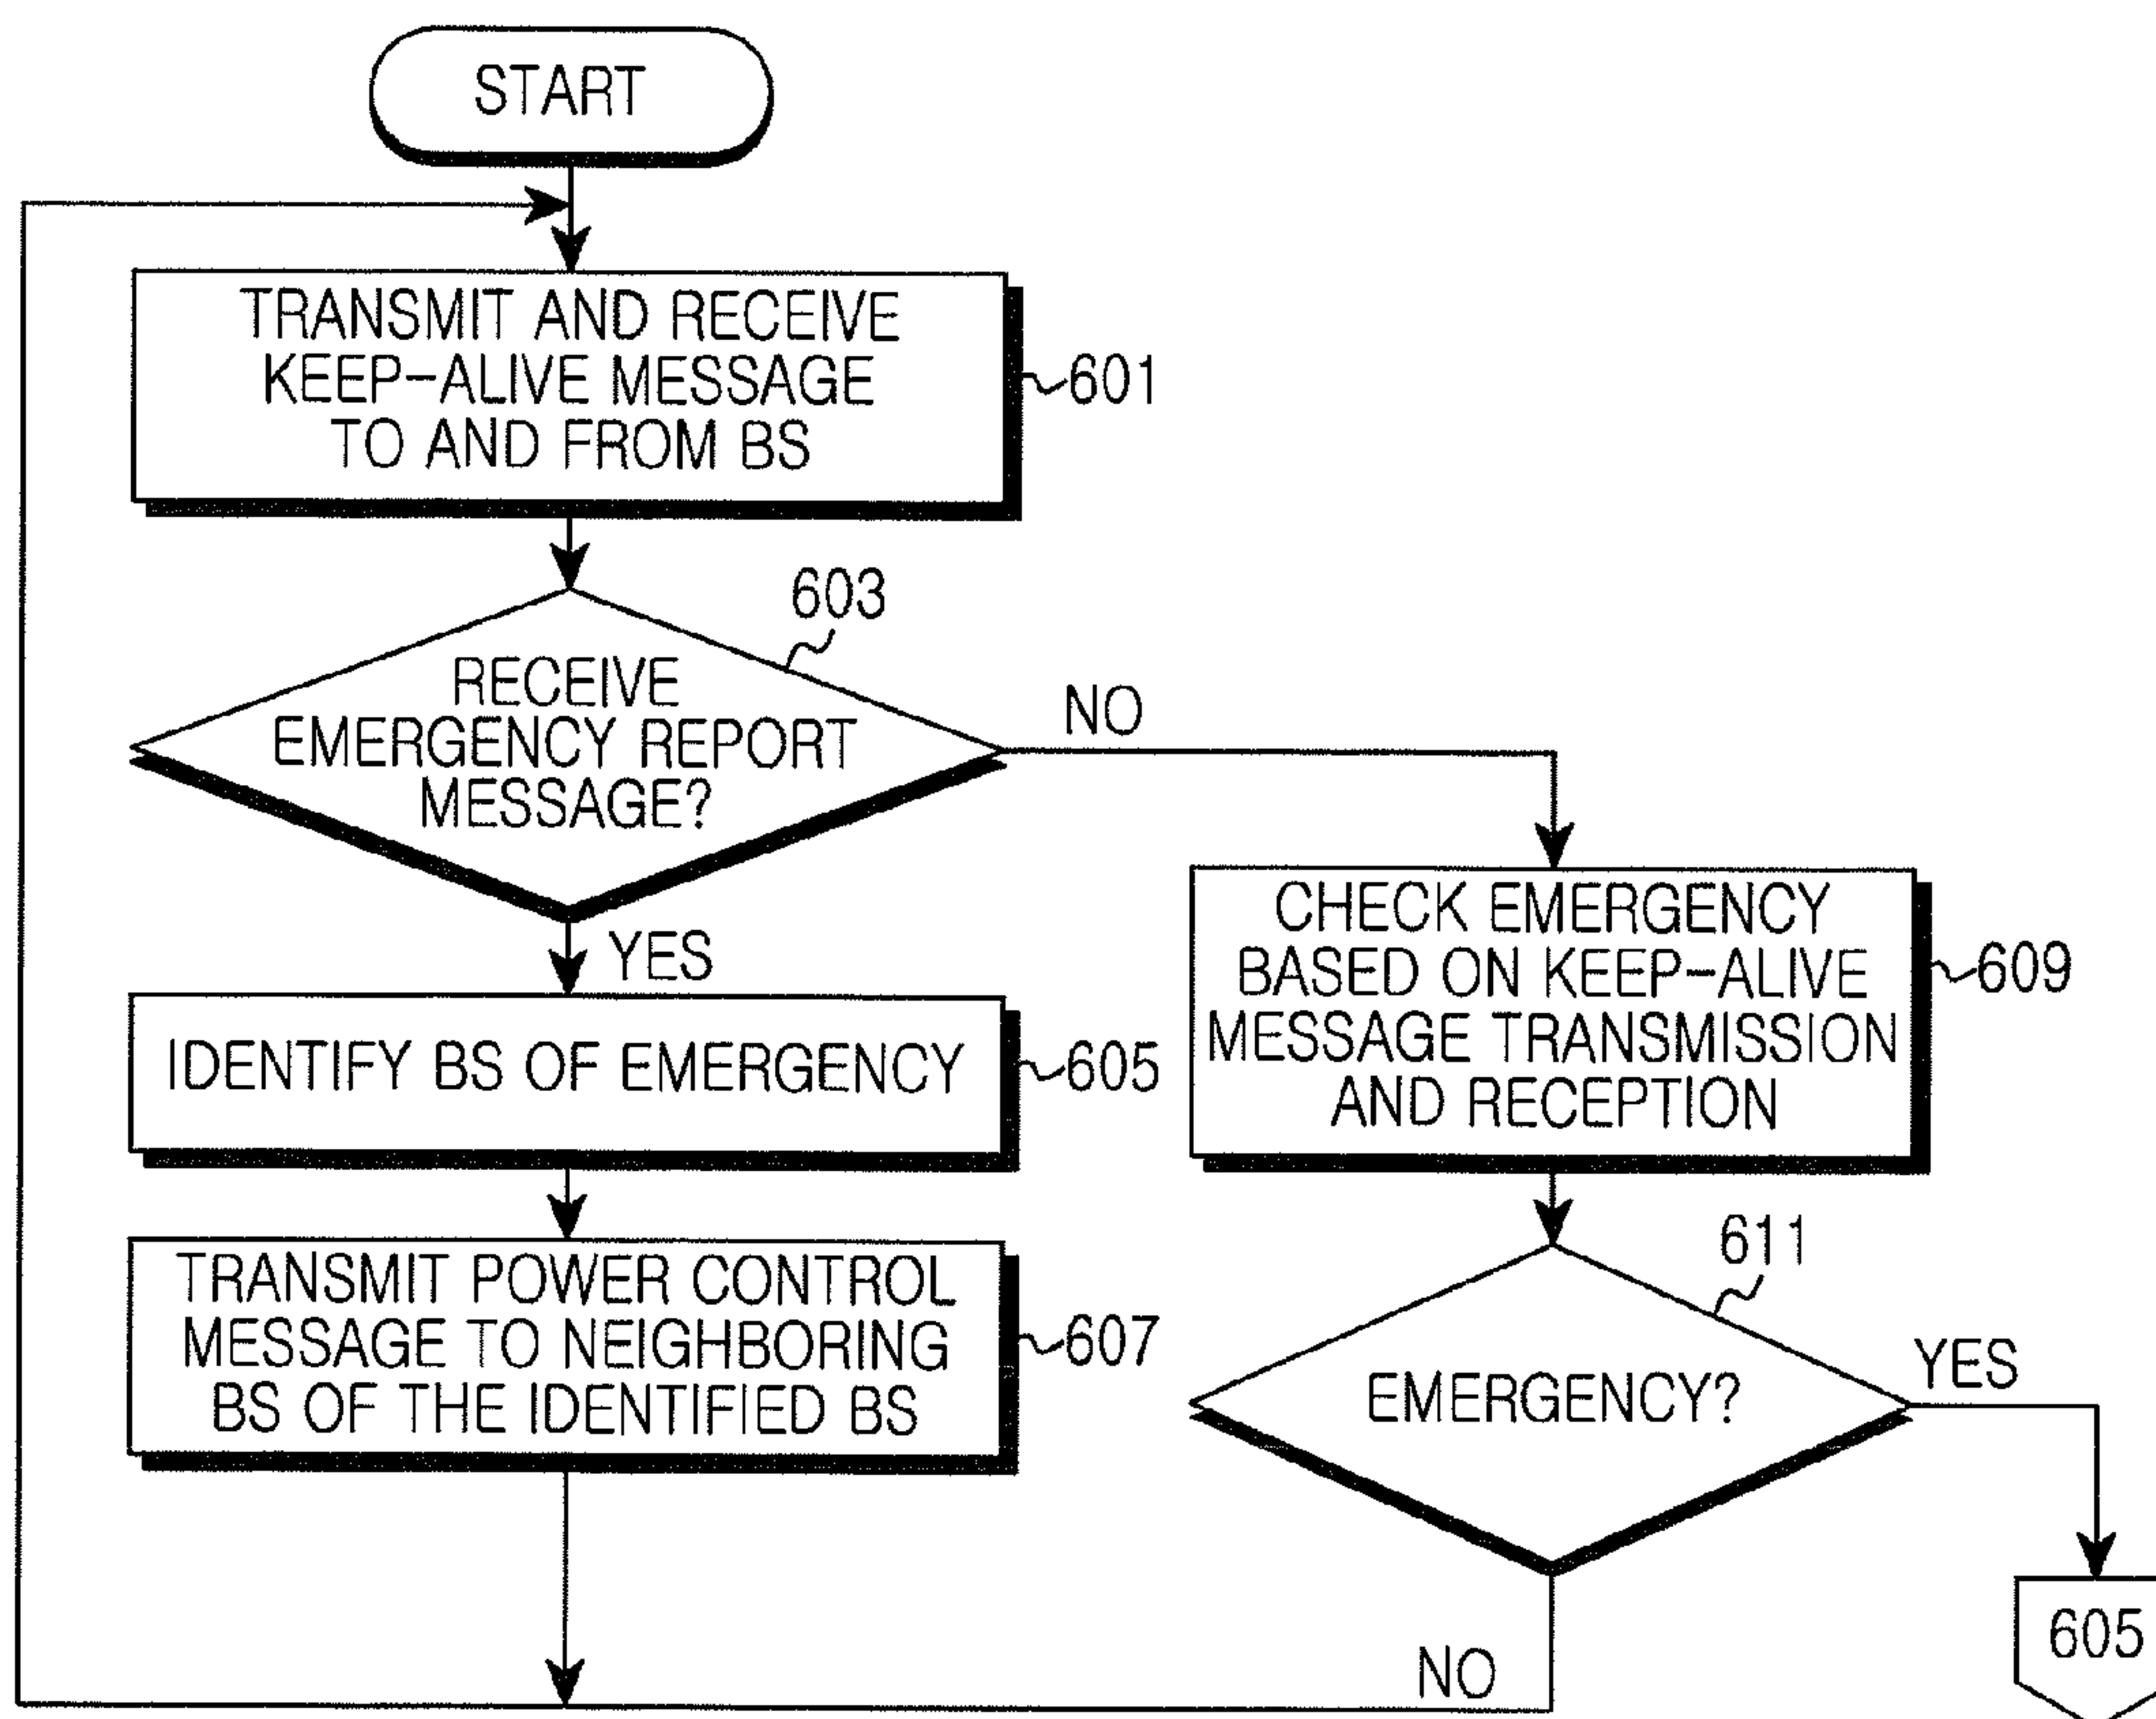 START
TRANSMIT AND RECEIVE
KEEP-ALIVE MESSAGE
TO AND FROM BS
601
603
RECEIVE
EMERGENCY REPORT
MESSAGE?
NO
YES
CHECK EMERGENCY
BASED ON KEEP-ALIVE
MESSAGE TRANSMISSION
AND RECEPTION
609
IDENTIFY BS OF EMERGENCY
605
TRANSMIT POWER CONTROL
MESSAGE TO NEIGHBORING
BS OF THE IDENTIFIED BS
607
611
EMERGENCY?
YES
NO
605